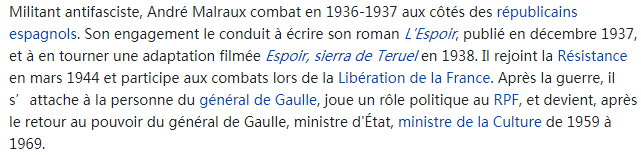 Militant antifasciste, André Malraux combat en 1936-1937 aux côtés des républicains
espagnols. Son engagement le conduit à écrire son roman L'Espoir, publié en décembre 1937,
et à en tourner une adaptation filmée Espoir, sierra de Teruel en 1938. Il rejoint la Résistance
en mars 1944 et participe aux combats lors de la Libération de la France. Après la guerre, il
s’attache à la personne du général de Gaulle, joue un rôle politique au RPF, et devient, après
le retour au pouvoir du général de Gaulle, ministre d'État, ministre de la Culture de 1959 à
1969.